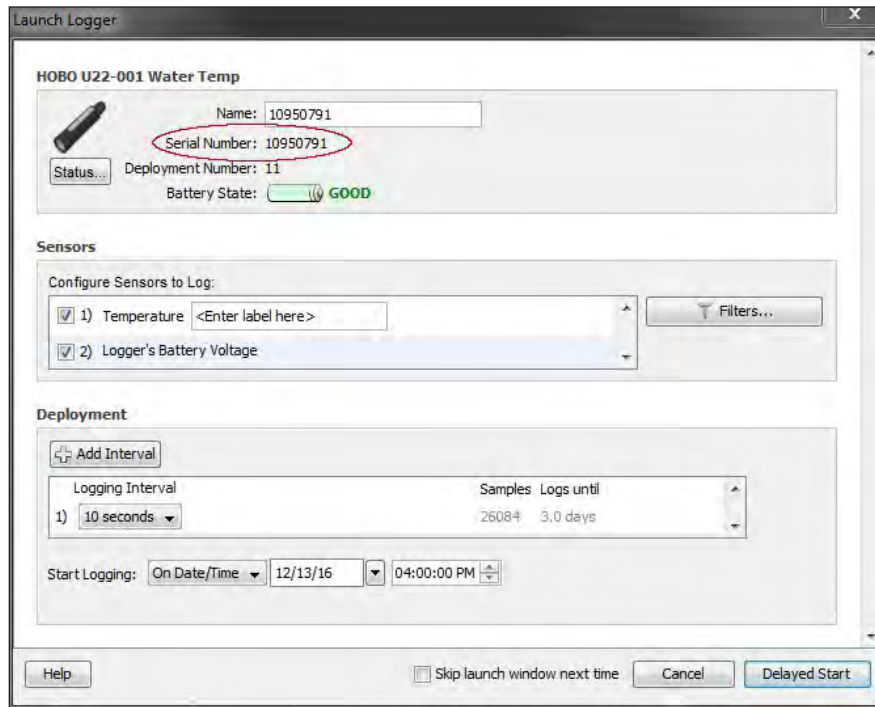 Launch Logger
X
HOBO U22-001 Water Temp
Name: 10950791
Serial Number: 10950791
Status... Deployment Number: 11
Battery State: GOOD
Sensors
Configure Sensors to Log:
1) Temperature <Enter label here> Filters...
2) Logger's Battery Voltage
Deployment
Add Interval
Logging Interval Samples Logs until
1) 10 seconds 26084 3.0 days
Start Logging: On Date/Time 12/13/16 04:00:00 PM
Help Skip launch window next time Cancel Delayed Start